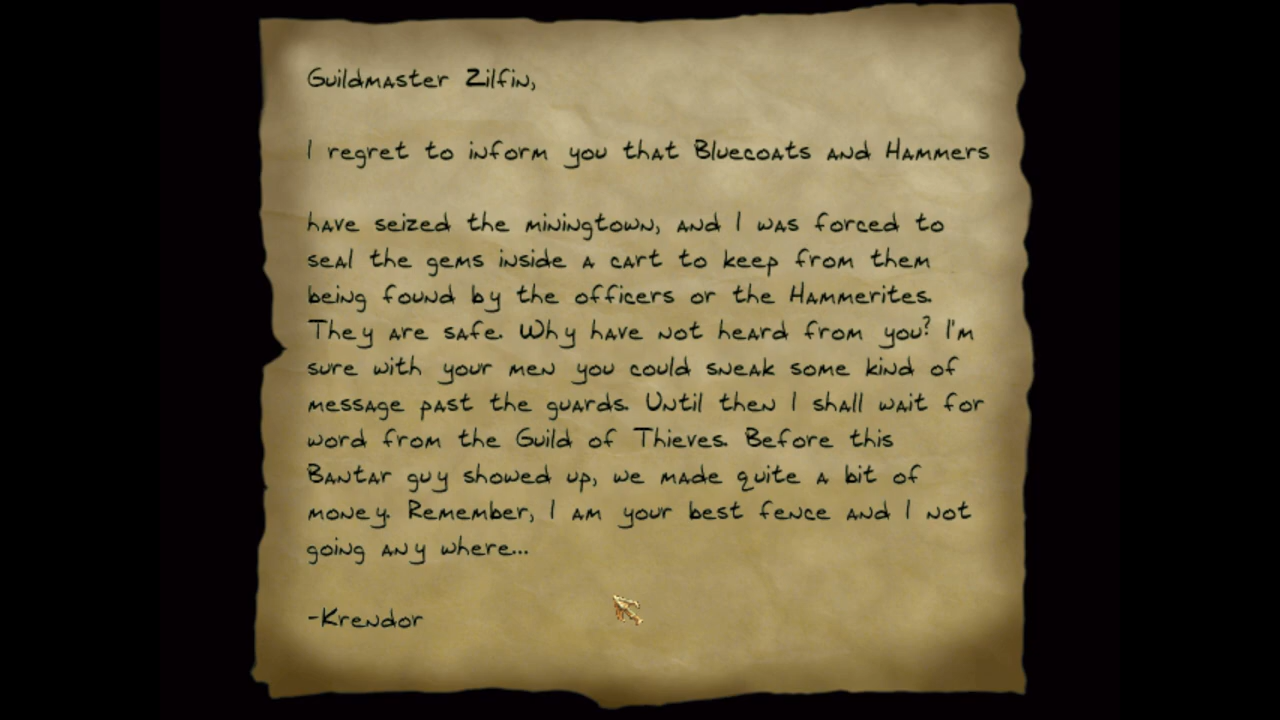 Guildmaster Zilfin,
I regret to inform you that Bluecoats and Hammers
have seized the miningtown, and I was forced to
seal the gems inside a cart to keep from them
being found by the officers or the Hammerites.
They are safe. Why have not heard from you? I'm
sure with your men you could sneak some kind of
message past the guards. Until then I shall wait for
word from the Guild of Thieves. Before this
Bantar guy showed up, we made quite a bit of
money. Remember, I am your best fence and I not
going any where...
-Krendor